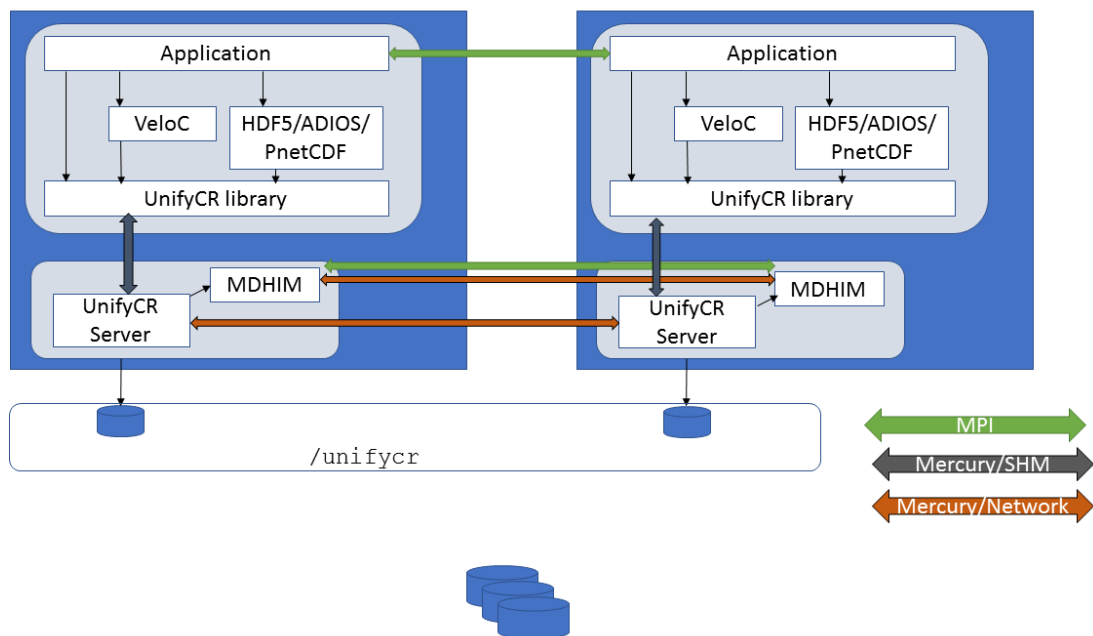 Application
VeloC
HDF5/ADIOS/
PnetCDF
UnifyCR library
MDHIM
UnifyCR
Server
Application
VeloC
HDF5/ADIOS/
PnetCDF
UnifyCR library
MDHIM
UnifyCR
Server
/unifycr
MPI
Mercury/SHM
Mercury/Network